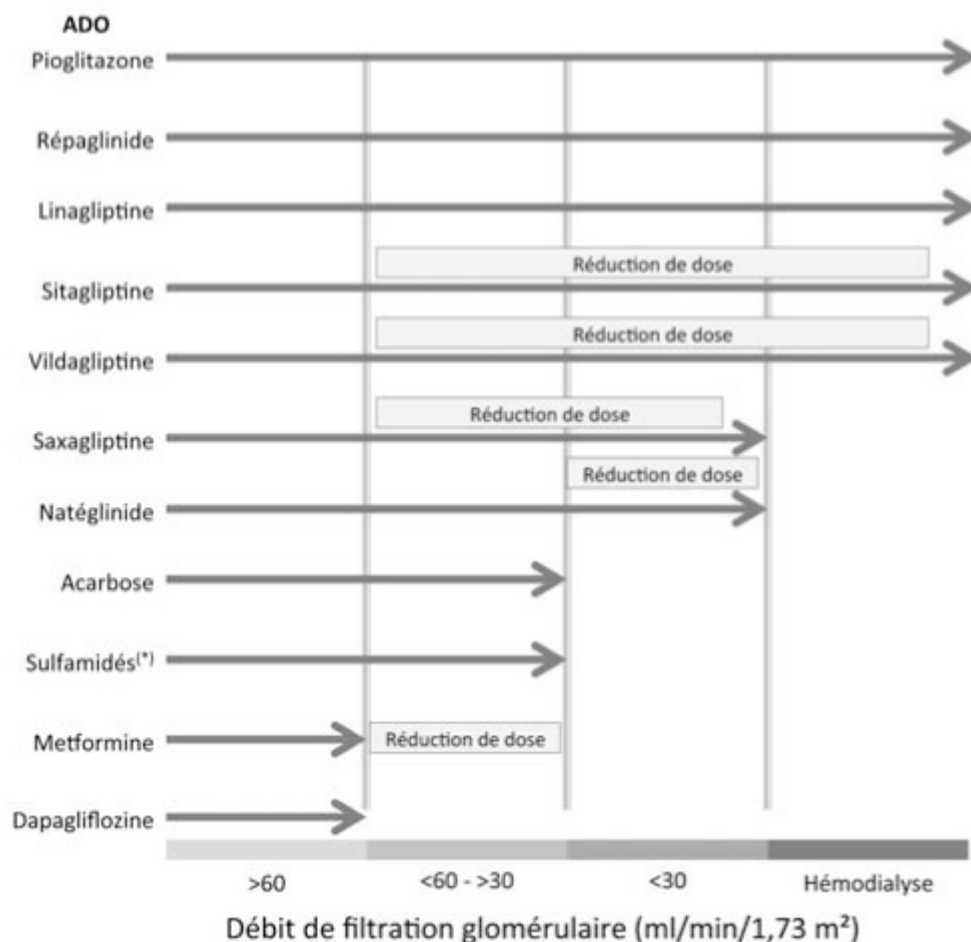 ADO
Pioglitazone
Répaglinide
Linagliptine
Réduction de dose
Sitagliptine
Réduction de dose
Vildagliptine
Réduction de dose
Saxagliptine
Réduction de dose
Natéglinide
Acarbose
Sulfamidés(*)
Metformine
Réduction de dose
Dapagliflozine
>60 <60 - >30 <30 Hémodialyse
Débit de filtration glomérulaire (ml/min/1,73 m²)